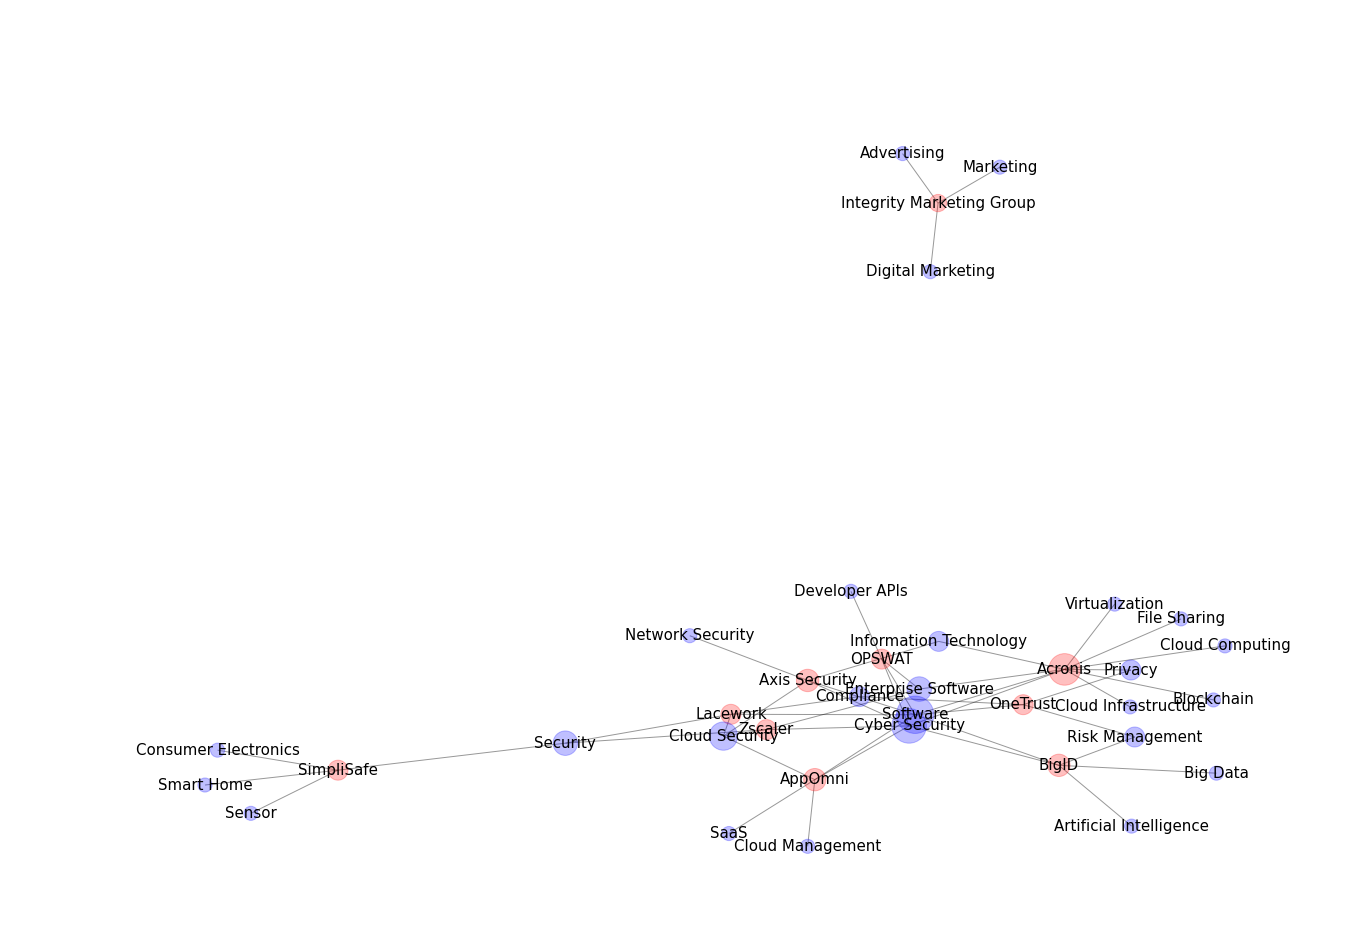 Advertising
Marketing
Integrity Marketing Group
Digital Marketing
Developer APIs
Virtualization
File Sharing
Network Security
Information Technology
Cloud Computing
OPSWAT
Acronis
Privacy
Axis Security
Enterprise Software
Compliance
Blockchain
OneTrust
Cloud Infrastructure
Lacework
Software
Cyber Security
Zscaler
Cloud Security
Risk Management
Security
Consumer Electronics
SimpliSafe
BigID
Big Data
Smart Home
AppOmni
Sensor
Artificial Intelligence
SaaS
Cloud Management